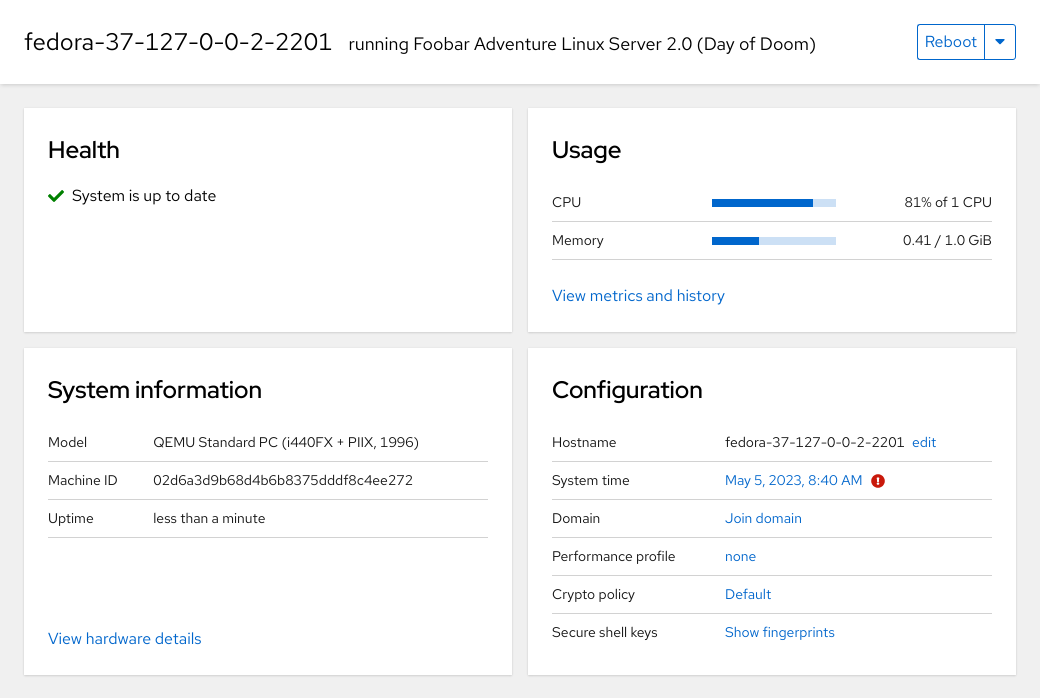 fedora-37-127-0-0-2-2201 running Foobar Adventure Linux Server 2.0 (Day of Doom)
Reboot
Health
System is up to date
Usage
CPU 81% of 1 CPU
Memory 0.41 / 1.0 GiB
View metrics and history
System information
Model QEMU Standard PC (i440FX + PIIX, 1996)
Machine ID 02d6a3d9b68d4b6b8375dddf8c4ee272
Uptime less than a minute
View hardware details
Configuration
Hostname fedora-37-127-0-0-2-2201 edit
System time May 5, 2023, 8:40 AM
Domain Join domain
Performance profile none
Crypto policy Default
Secure shell keys Show fingerprints